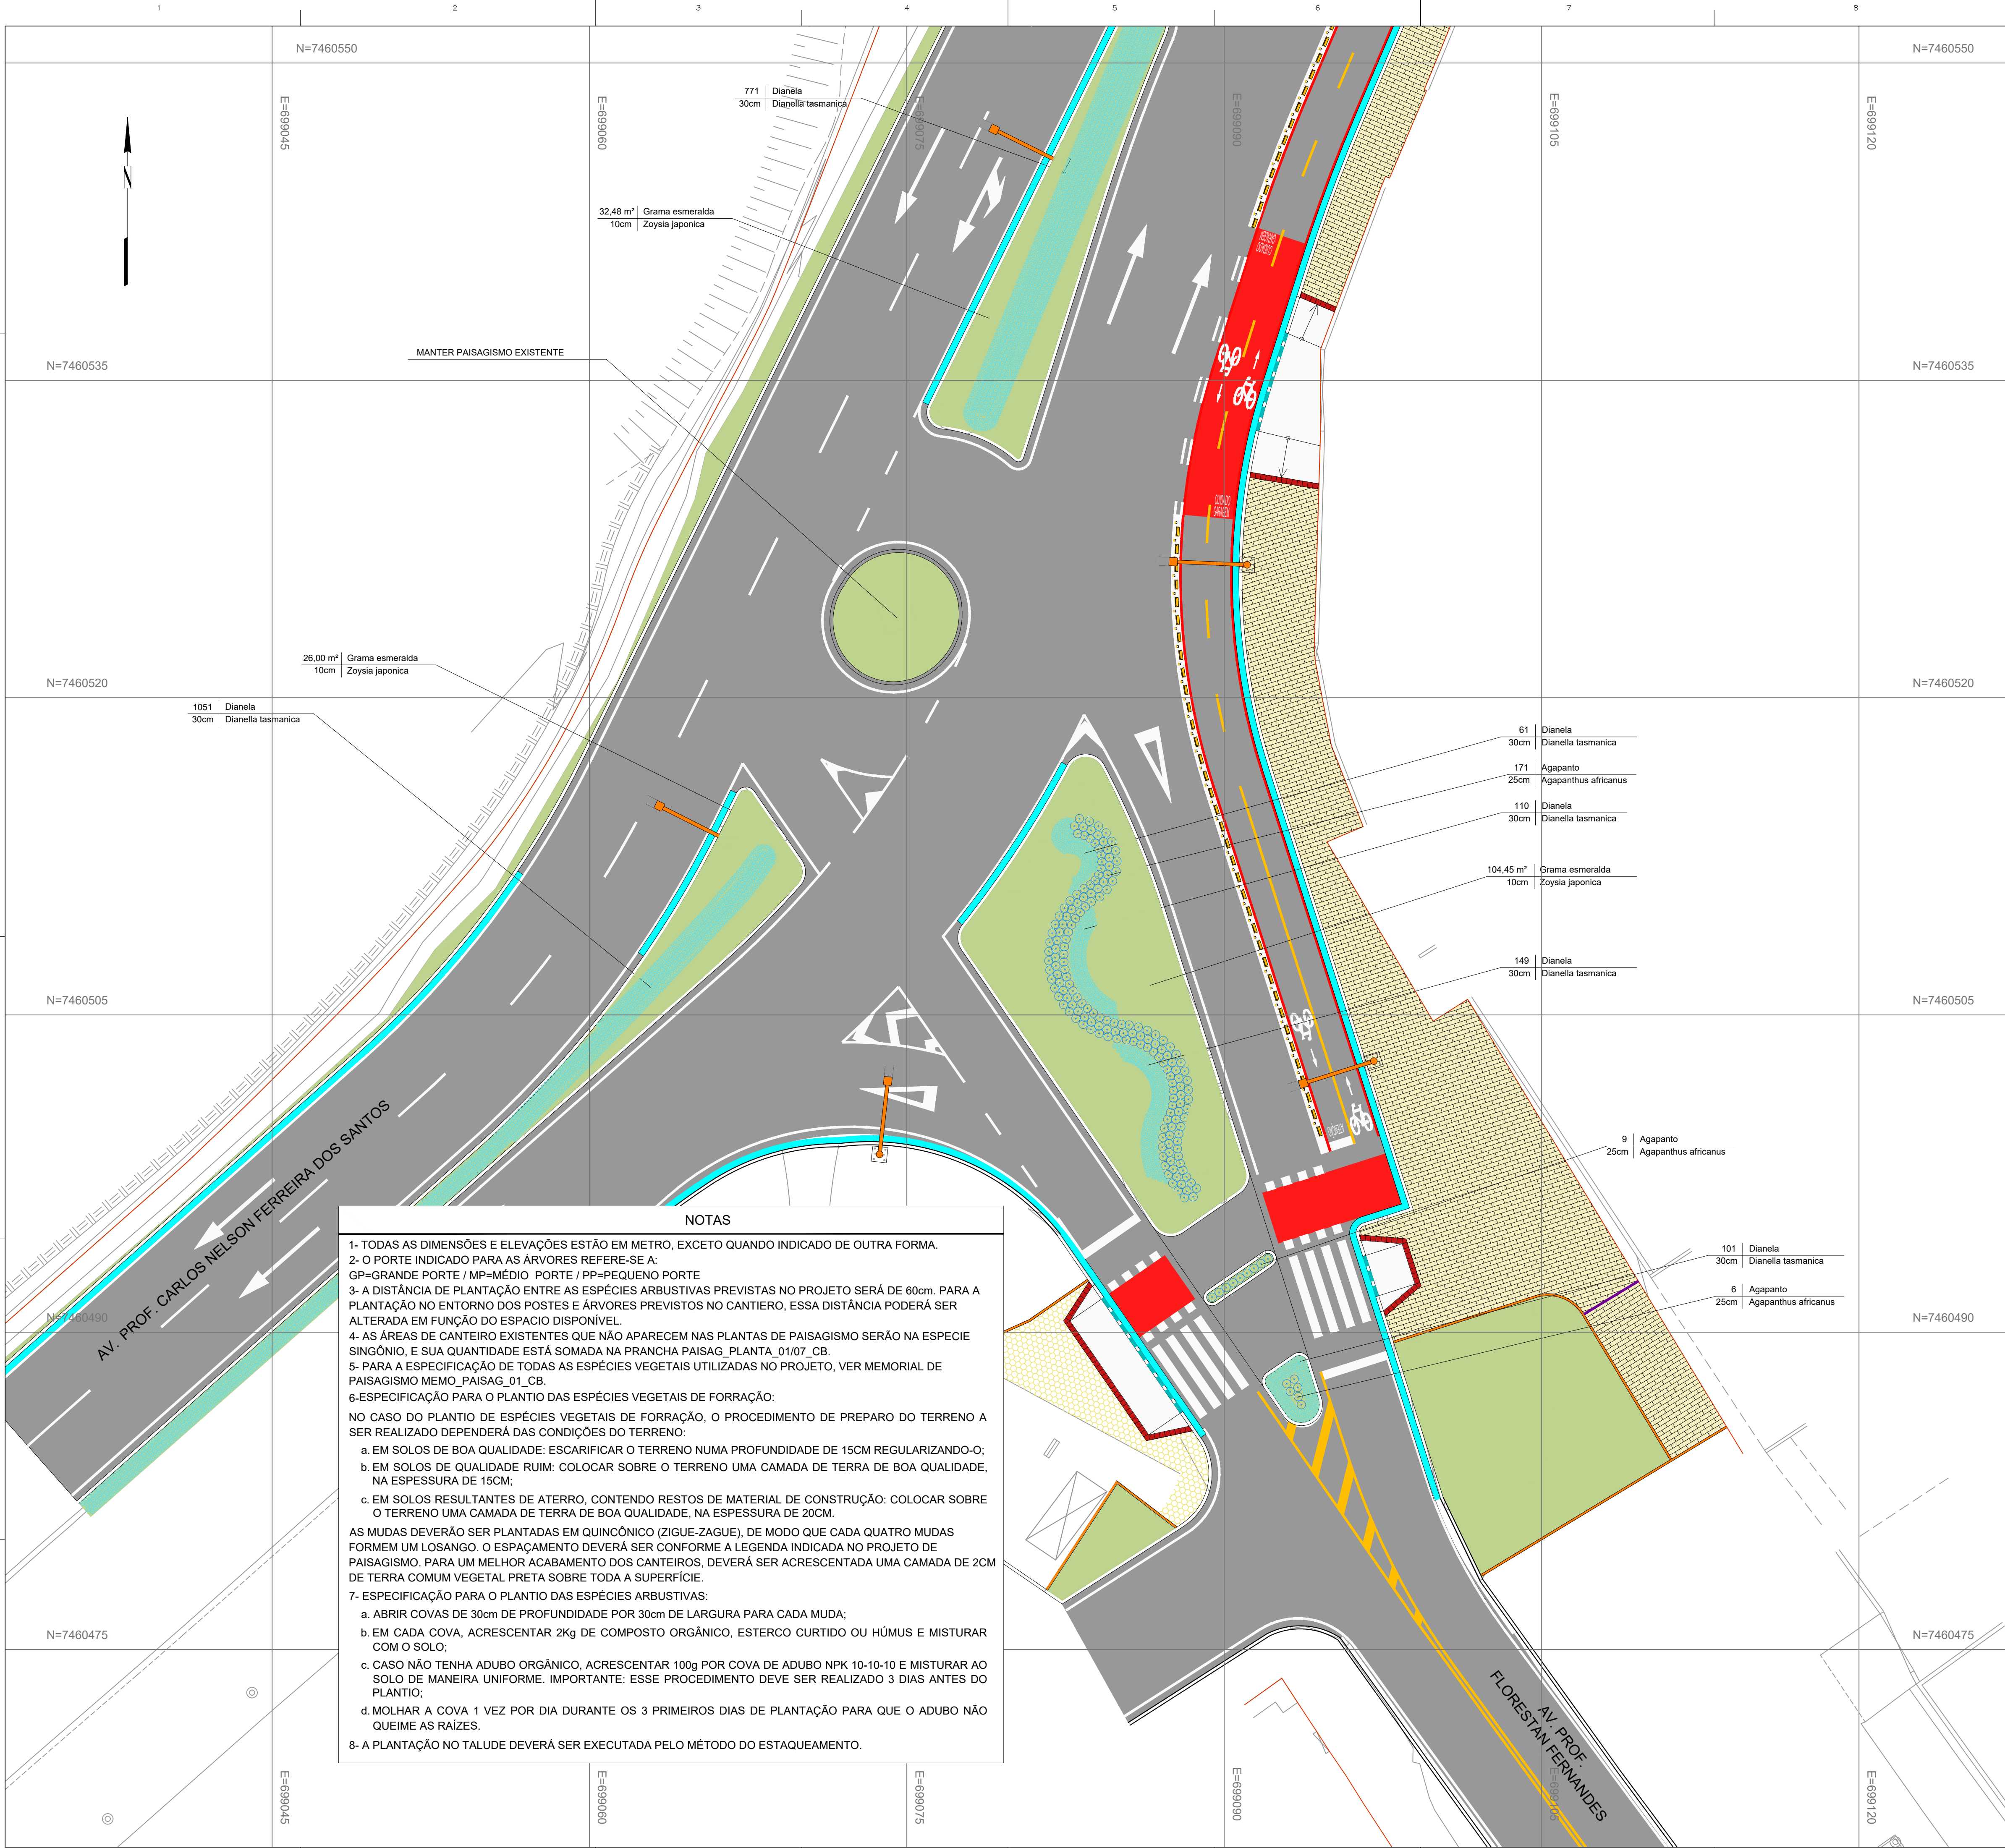 1 2 3 4 5 6 7 8
N=7460550
N=7460550
E=699045
E=699060
E=699075
E=699090
E=699105
E=699120
N
771 Dianela
30cm Dianella tasmanica
32,48 m² Grama esmeralda
10cm Zoysia japonica
CUIDADO
MANTER PAISAGISMO EXISTENTE
N=7460535
N=7460535
CUIDADO
26,00 m² Grama esmeralda
10cm Zoysia japonica
N=7460520
N=7460520
1051 Dianela
30cm Dianella tasmanica
61 Dianela
30cm Dianella tasmanica
171 Agapanto
25cm Agapanthus africanus
110 Dianela
30cm Dianella tasmanica
104,45 m² Grama esmeralda
10cm Zoysia japonica
149 Dianela
30cm Dianella tasmanica
N=7460505
N=7460505
9 Agapanto
25cm Agapanthus africanus
101 Dianela
30cm Dianella tasmanica
6 Agapanto
25cm Agapanthus africanus
AV. PROF. CARLOS NELSON FERREIRA DOS SANTOS
N=7460490
N=7460490
NOTAS
1- TODAS AS DIMENSÕES E ELEVAÇÕES ESTÃO EM METRO, EXCETO QUANDO INDICADO DE OUTRA FORMA.
2- O PORTE INDICADO PARA AS ÁRVORES REFERE-SE A:
GP=GRANDE PORTE / MP=MÉDIO PORTE / PP=PEQUENO PORTE
3- A DISTÂNCIA DE PLANTAÇÃO ENTRE AS ESPÉCIES ARBUSTIVAS PREVISTAS NO PROJETO SERÁ DE 60cm. PARA A
PLANTAÇÃO NO ENTORNO DOS POSTES E ÁRVORES PREVISTOS NO CANTIERO, ESSA DISTÂNCIA PODERÁ SER
ALTERADA EM FUNÇÃO DO ESPACIO DISPONÍVEL.
4- AS ÁREAS DE CANTEIRO EXISTENTES QUE NÃO APARECEM NAS PLANTAS DE PAISAGISMO SERÃO NA ESPECIE
SINGÔNIO, E SUA QUANTIDADE ESTÁ SOMADA NA PRANCHA PAISAG_PLANTA_01/07_CB.
5- PARA A ESPECIFICAÇÃO DE TODAS AS ESPÉCIES VEGETAIS UTILIZADAS NO PROJETO, VER MEMORIAL DE
PAISAGISMO MEMO_PAISAG_01_CB.
6-ESPECIFICAÇÃO PARA O PLANTIO DAS ESPÉCIES VEGETAIS DE FORRAÇÃO:
NO CASO DO PLANTIO DE ESPÉCIES VEGETAIS DE FORRAÇÃO, O PROCEDIMENTO DE PREPARO DO TERRENO A
SER REALIZADO DEPENDERÁ DAS CONDIÇÕES DO TERRENO:
a. EM SOLOS DE BOA QUALIDADE: ESCARIFICAR O TERRENO NUMA PROFUNDIDADE DE 15CM REGULARIZANDO-O;
b. EM SOLOS DE QUALIDADE RUIM: COLOCAR SOBRE O TERRENO UMA CAMADA DE TERRA DE BOA QUALIDADE,
NA ESPESSURA DE 15CM;
c. EM SOLOS RESULTANTES DE ATERRO, CONTENDO RESTOS DE MATERIAL DE CONSTRUÇÃO: COLOCAR SOBRE
O TERRENO UMA CAMADA DE TERRA DE BOA QUALIDADE, NA ESPESSURA DE 20CM.
AS MUDAS DEVERÃO SER PLANTADAS EM QUINCÔNICO (ZIGUE-ZAGUE), DE MODO QUE CADA QUATRO MUDAS
FORMEM UM LOSANGO. O ESPAÇAMENTO DEVERÁ SER CONFORME A LEGENDA INDICADA NO PROJETO DE
PAISAGISMO. PARA UM MELHOR ACABAMENTO DOS CANTEIROS, DEVERÁ SER ACRESCENTADA UMA CAMADA DE 2CM
DE TERRA COMUM VEGETAL PRETA SOBRE TODA A SUPERFÍCIE.
7- ESPECIFICAÇÃO PARA O PLANTIO DAS ESPÉCIES ARBUSTIVAS:
a. ABRIR COVAS DE 30cm DE PROFUNDIDADE POR 30cm DE LARGURA PARA CADA MUDA;
b. EM CADA COVA, ACRESCENTAR 2Kg DE COMPOSTO ORGÂNICO, ESTERCO CURTIDO OU HÚMUS E MISTURAR
COM O SOLO;
c. CASO NÃO TENHA ADUBO ORGÂNICO, ACRESCENTAR 100g POR COVA DE ADUBO NPK 10-10-10 E MISTURAR AO
SOLO DE MANEIRA UNIFORME. IMPORTANTE: ESSE PROCEDIMENTO DEVE SER REALIZADO 3 DIAS ANTES DO
PLANTIO;
d. MOLHAR A COVA 1 VEZ POR DIA DURANTE OS 3 PRIMEIROS DIAS DE PLANTAÇÃO PARA QUE O ADUBO NÃO
QUEIME AS RAÍZES.
8- A PLANTAÇÃO NO TALUDE DEVERÁ SER EXECUTADA PELO MÉTODO DO ESTAQUEAMENTO.
N=7460475
N=7460475
AV. PROF.
FLORESTAN FERNANDES
E=699045
E=699060
E=699075
E=699090
E=699105
E=699120